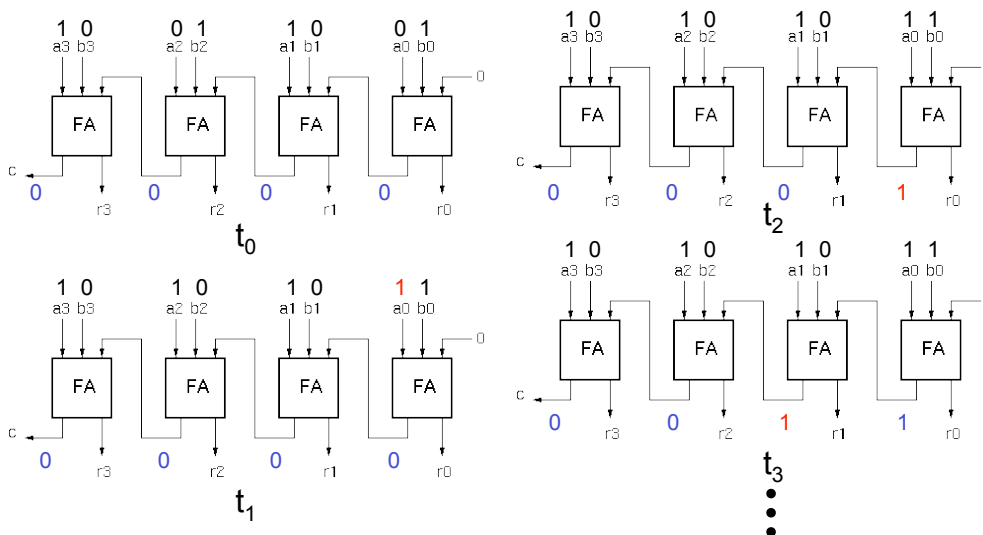 1 0 0 1 1 0 0 1
a3 b3 a2 b2 a1 b1 a0 b0
0
FA FA FA FA
c
0 0 0 0
r3 r2 r1 r0
t0
1 0 1 0 1 0 1 1
a3 b3 a2 b2 a1 b1 a0 b0
0
FA FA FA FA
c
0 0 0 0
r3 r2 r1 r0
t1
1 0 1 0 1 0 1 1
a3 b3 a2 b2 a1 b1 a0 b0
FA FA FA FA
c
0 0 0 1
r3 r2 r1 r0
t2
1 0 1 0 1 0 1 1
a3 b3 a2 b2 a1 b1 a0 b0
FA FA FA FA
c
0 0 1 1
r3 r2 r1 r0
t3